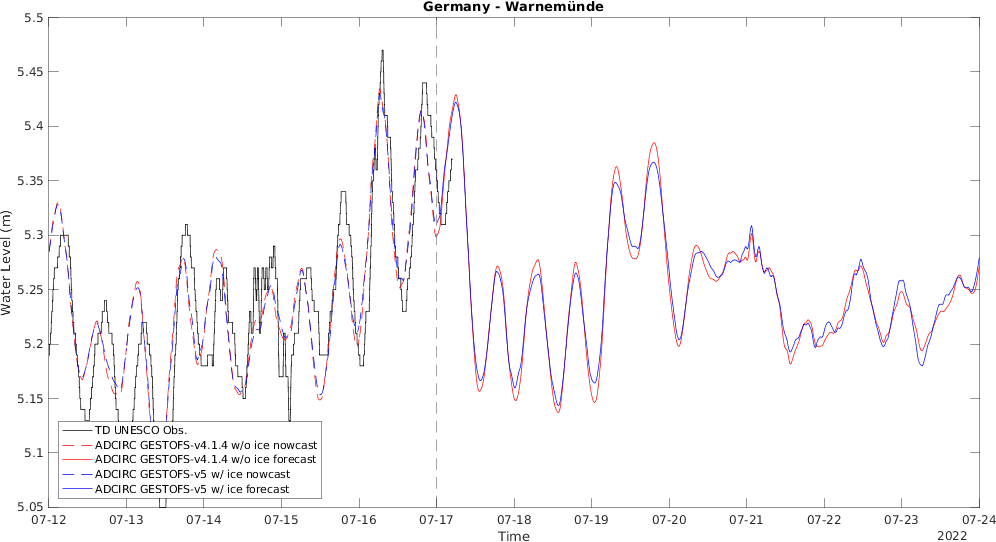 Germany - Warnemünde
5.5
5.45
5.4
5.35
5.3
5.25
5.2
5.15
5.1
5.05
Water Level (m)
TD UNESCO Obs.
ADCIRC GESTOFS-v4.1.4 w/o ice nowcast
ADCIRC GESTOFS-v4.1.4 w/o ice forecast
ADCIRC GESTOFS-v5 w/ ice nowcast
ADCIRC GESTOFS-v5 w/ ice forecast
07-12 07-13 07-14 07-15 07-16 07-17 07-18 07-19 07-20 07-21 07-22 07-23 07-24
Time
2022